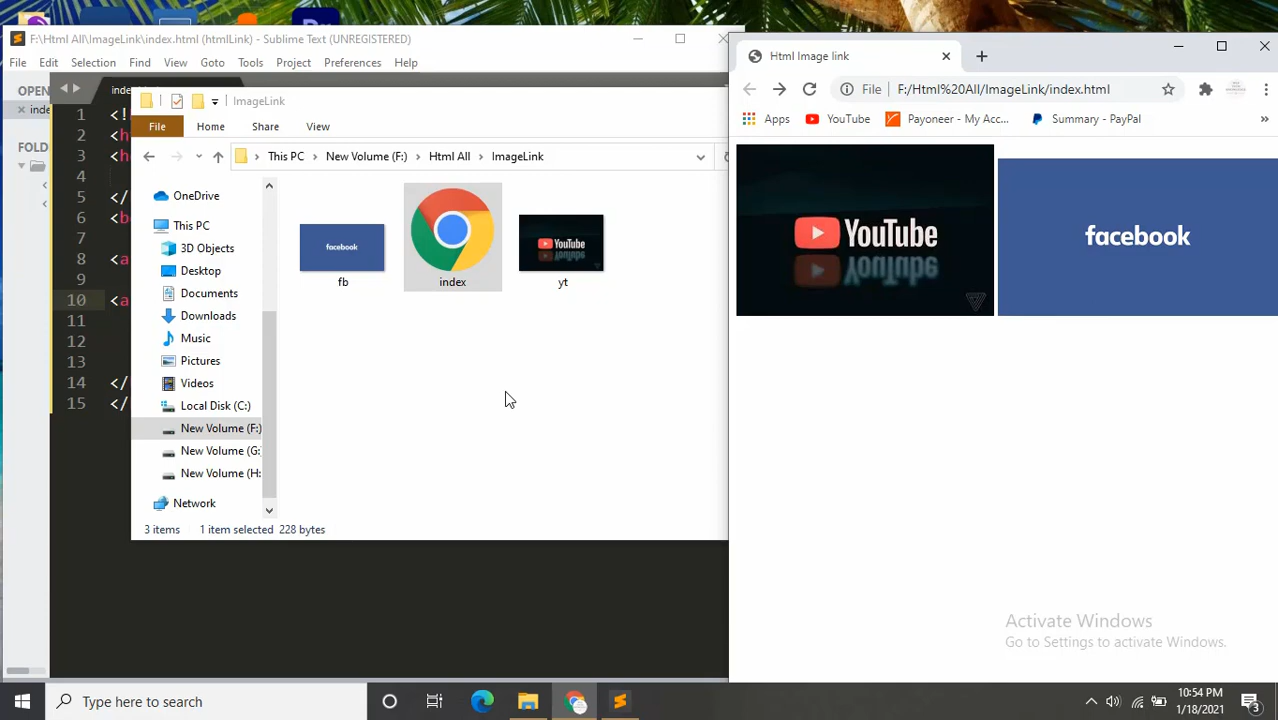 F:\Html All\ImageLink\index.html (htmlLink) - Sublime Text (UNREGISTERED)
File Edit Selection Find View Goto Tools Project Preferences Help
OPEN
FOLD
1 <!
2 <h
3 <h
4
5 </
6 <b
7
8 <a
9
10 <a
11
12
13
14 </
15 </
ImageLink
File Home Share View
This PC New Volume (F:) Html All ImageLink
OneDrive
This PC
3D Objects
Desktop
Documents
Downloads
Music
Pictures
Videos
Local Disk (C:)
New Volume (F:)
New Volume (G:
New Volume (H:
Network
facebook
fb
index
YouTube
yt
3 items 1 item selected 228 bytes
Html Image link
File F:/Html%20All/ImageLink/index.html
Apps YouTube Payoneer - My Acc... Summary - PayPal »
YouTube
facebook
Activate Windows
Go to Settings to activate Windows.
Type here to search
10:54 PM
1/18/2021
3